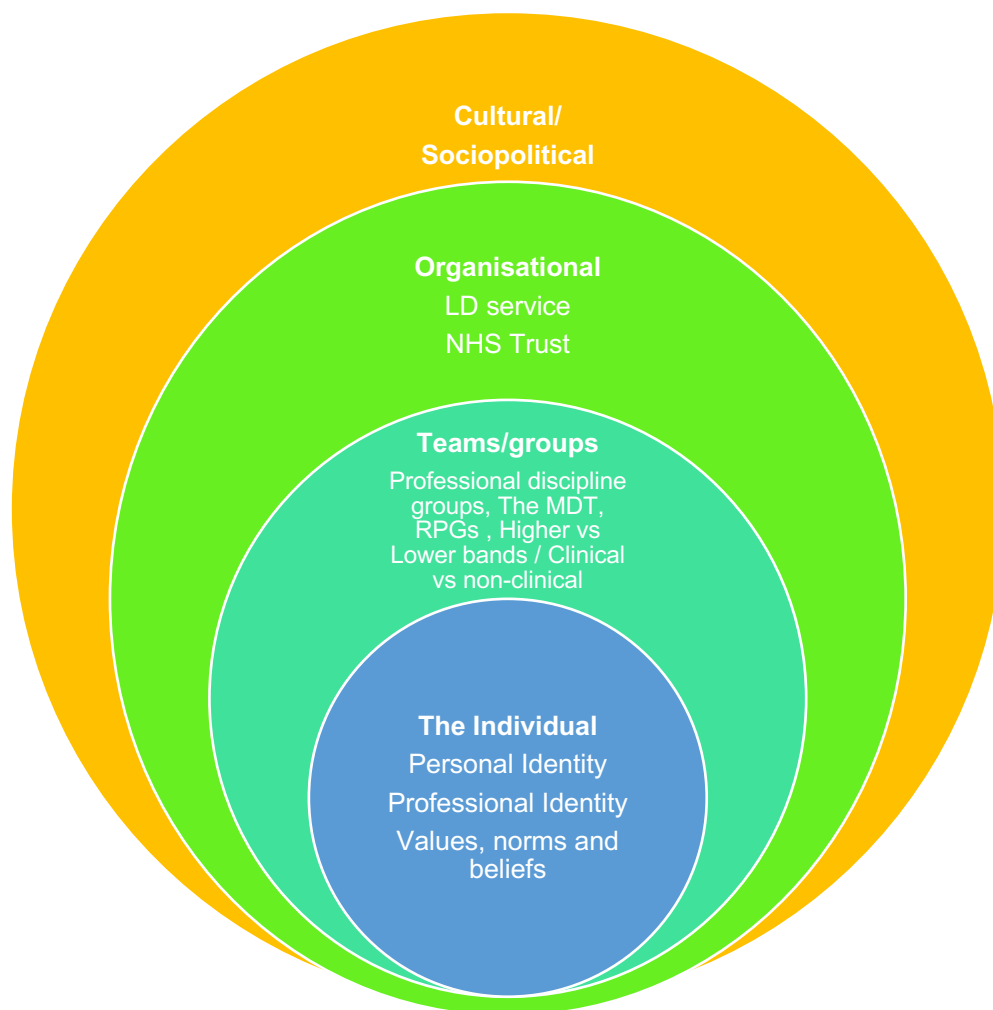 Cultural/
Sociopolitical
Organisational
LD service
NHS Trust
Teams/groups
Professional discipline
groups, The MDT,
RPGs , Higher vs
Lower bands / Clinical
vs non-clinical
The Individual
Personal Identity
Professional Identity
Values, norms and
beliefs